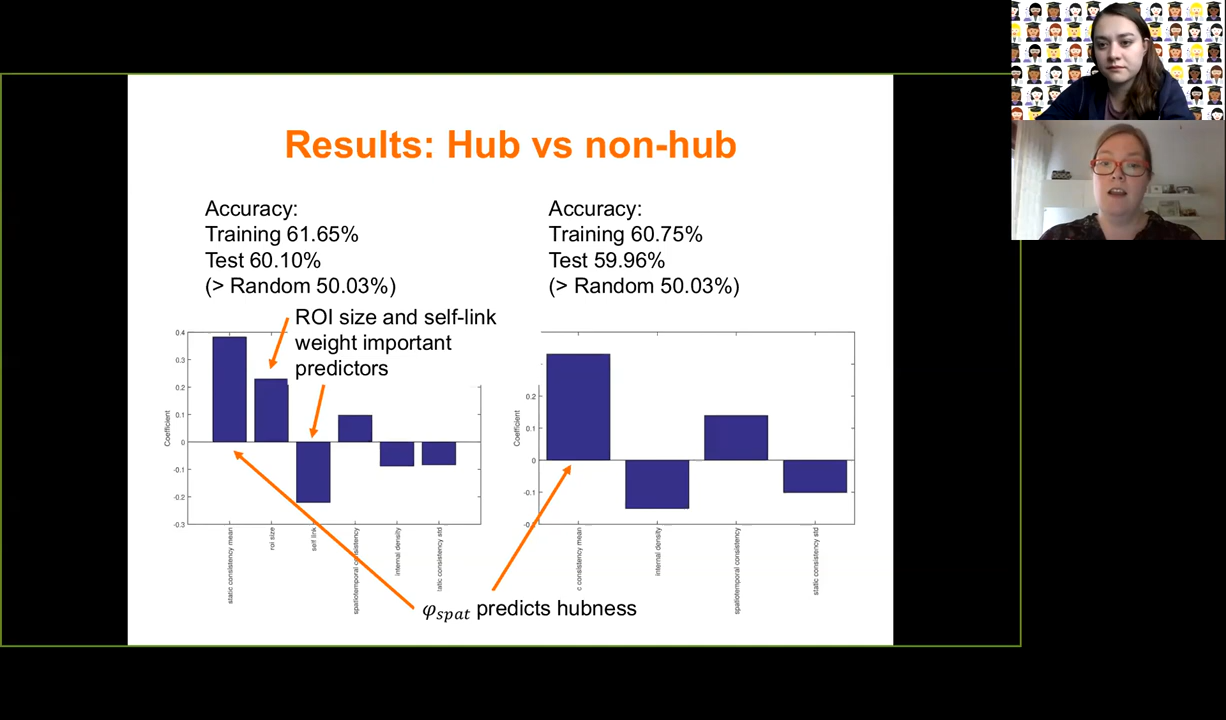 Results: Hub vs non-hub
Accuracy:
Training 61.65%
Test 60.10%
(> Random 50.03%)
Accuracy:
Training 60.75%
Test 59.96%
(> Random 50.03%)
ROI size and self-link
weight important
predictors
0.4
0.3
0.2
0.1
0
-0.1
-0.2
-0.3
Coefficient
static consistency mean
roi size
self link
spatiotemporal consistency
internal density
tatic consistency std
0.2
0.1
0
-0.1
-0.
Coefficient
c consistency mean
internal density
spatiotemporal consistency
static consistency std
φspat predicts hubness